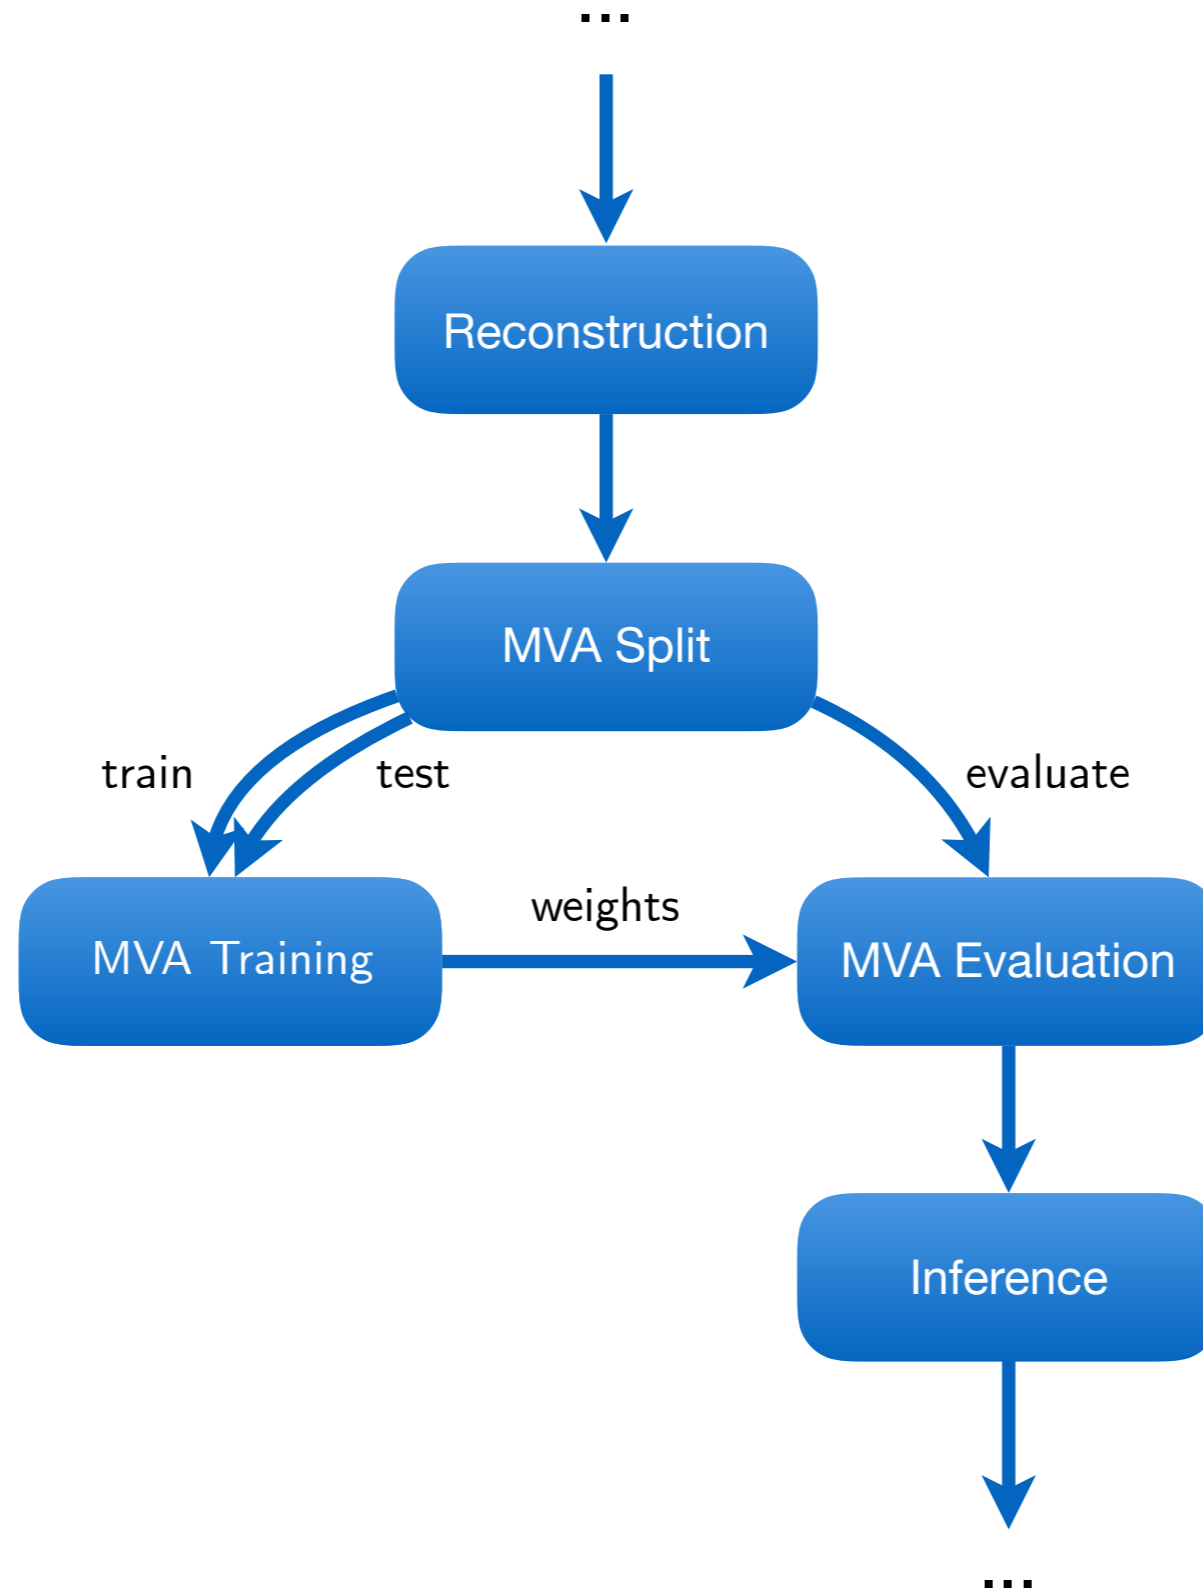 ...
Reconstruction
MVA Split
train
test
evaluate
weights
MVA Training
MVA Evaluation
Inference
...